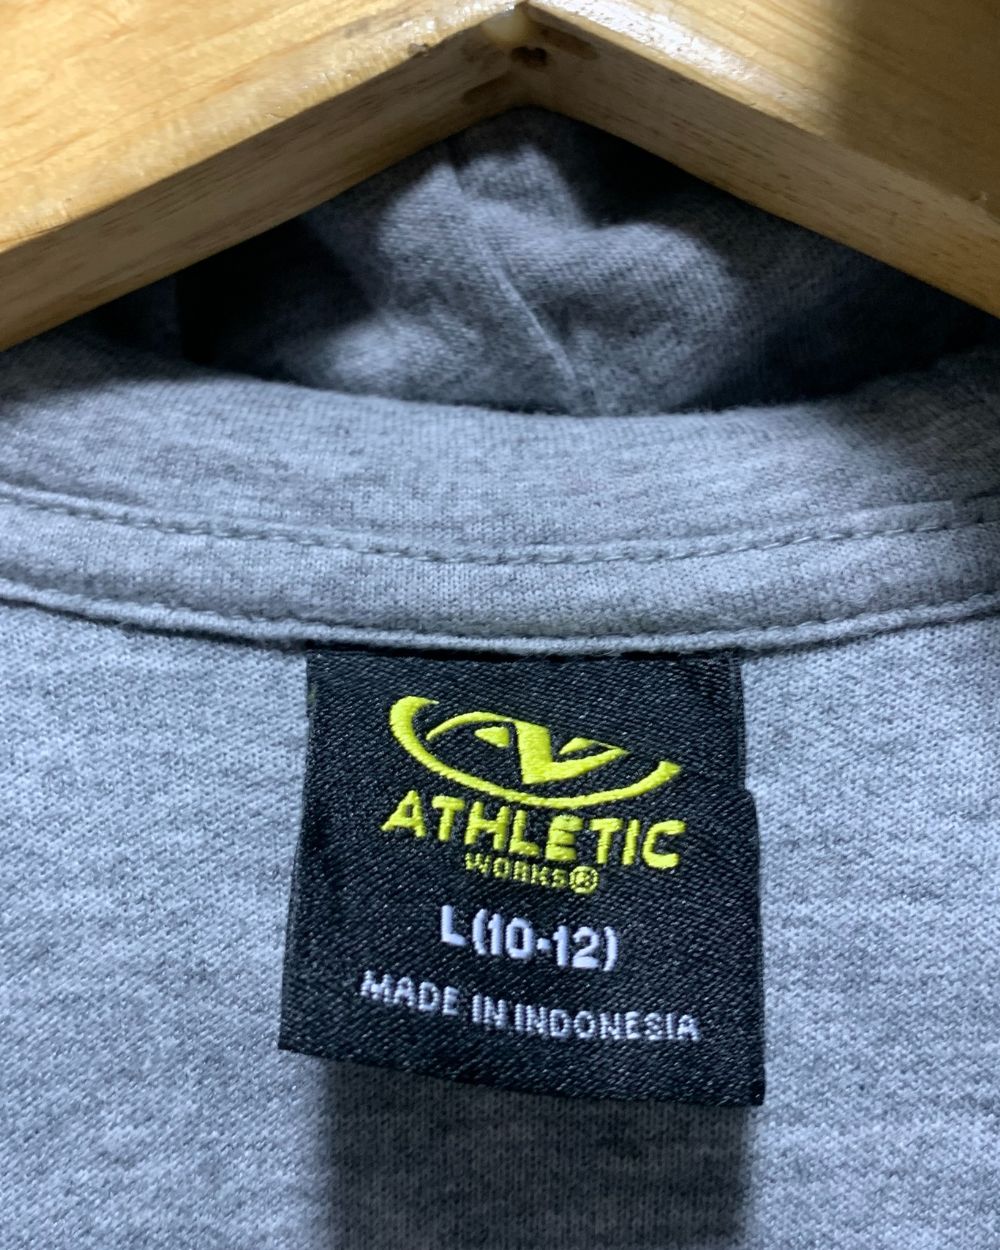 ATHLETIC
WORKS®
L(10-12)
MADE IN INDONESIA